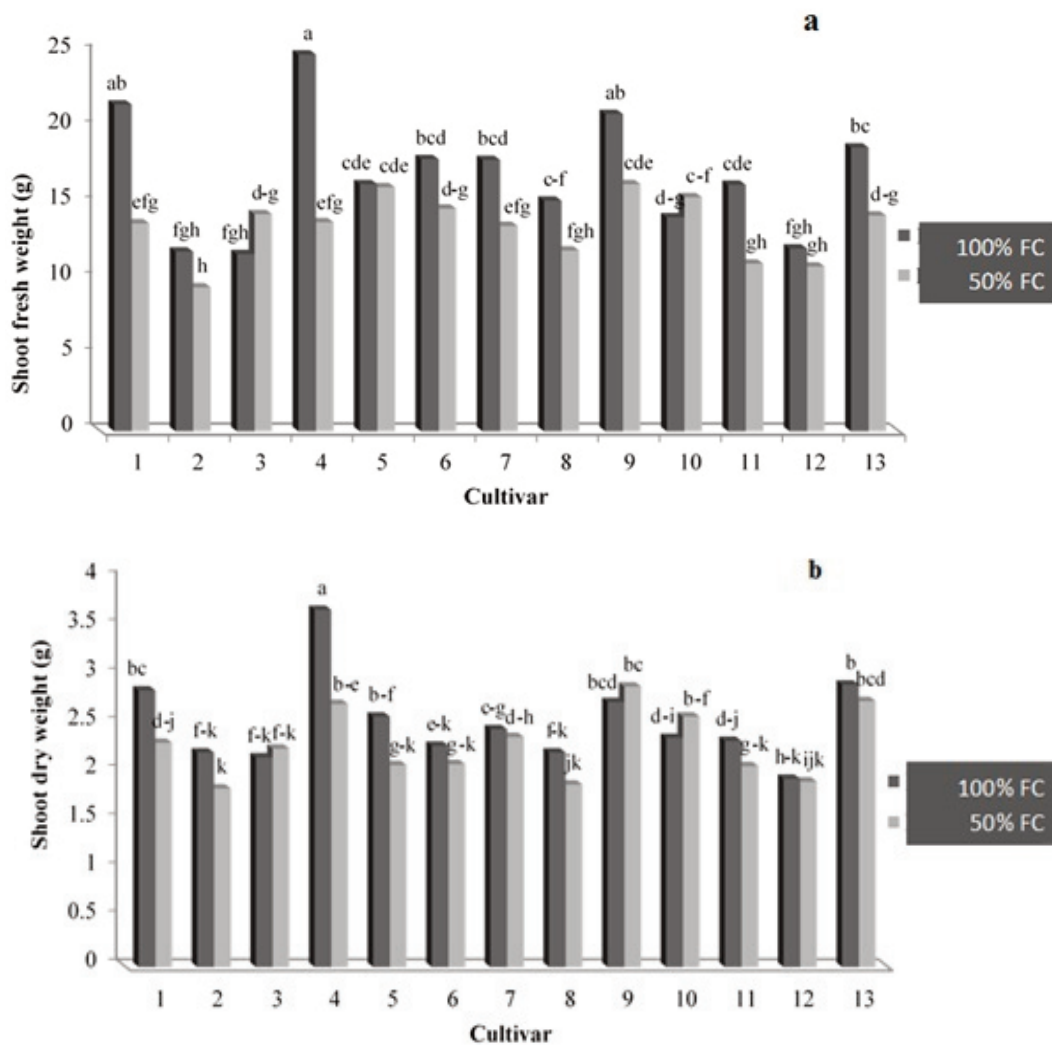 a
Shoot fresh weight (g)
25
20
15
10
5
0
ab
efg
fgh
h
fgh
d-g
a
efg
cde
cde
bcd
d-g
bcd
efg
c-f
fgh
ab
cde
d-g
c-f
cde
gh
fgh
gh
bc
d-g
100% FC
50% FC
1 2 3 4 5 6 7 8 9 10 11 12 13
Cultivar
b
Shoot dry weight (g)
4
3.5
3
2.5
2
1.5
1
0.5
0
bc
d-j
f-k
k
f-k
f-k
a
b-e
b-f
g-k
e-k
g-k
c-g
d-h
f-k
jk
bcd
bc
d-i
b-f
d-j
g-k
h-k
ijk
b
bcd
100% FC
50% FC
1 2 3 4 5 6 7 8 9 10 11 12 13
Cultivar